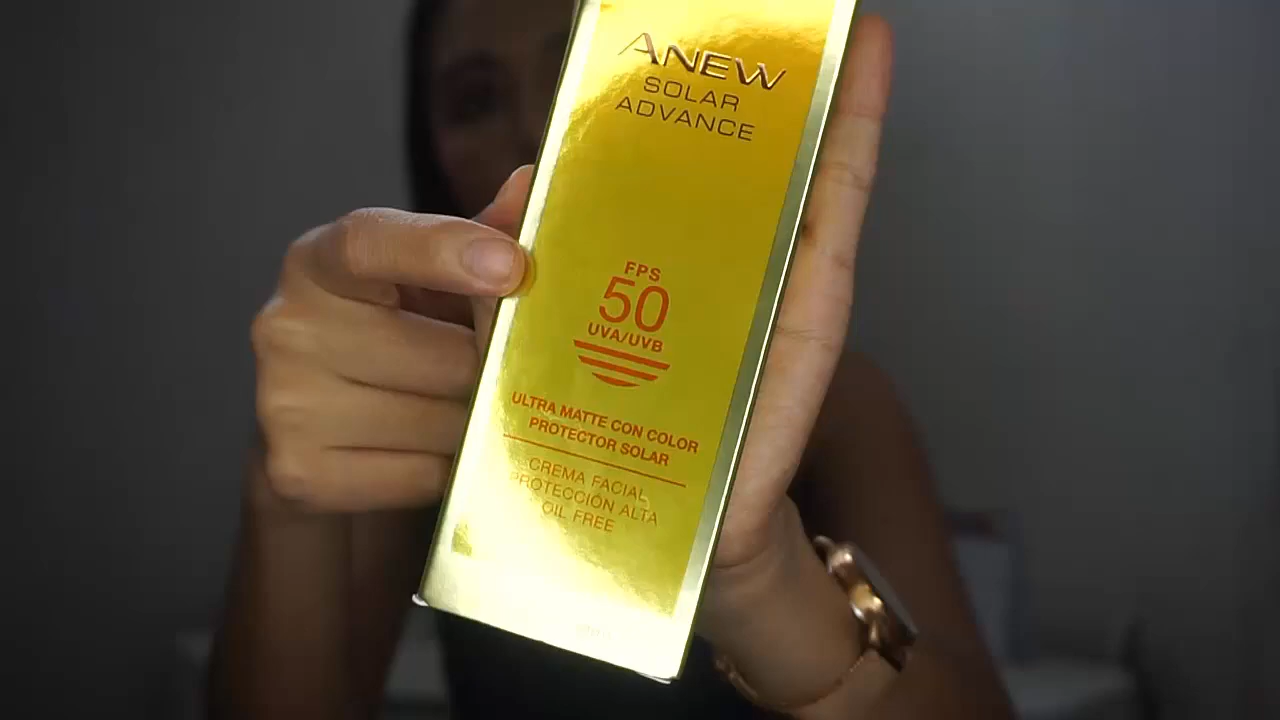 ANEW
SOLAR
ADVANCE
FPS
50
UVA/UVB
ULTRA MATTE CON COLOR
PROTECTOR SOLAR
CREMA FACIAL
PROTECCIÓN ALTA
OIL FREE